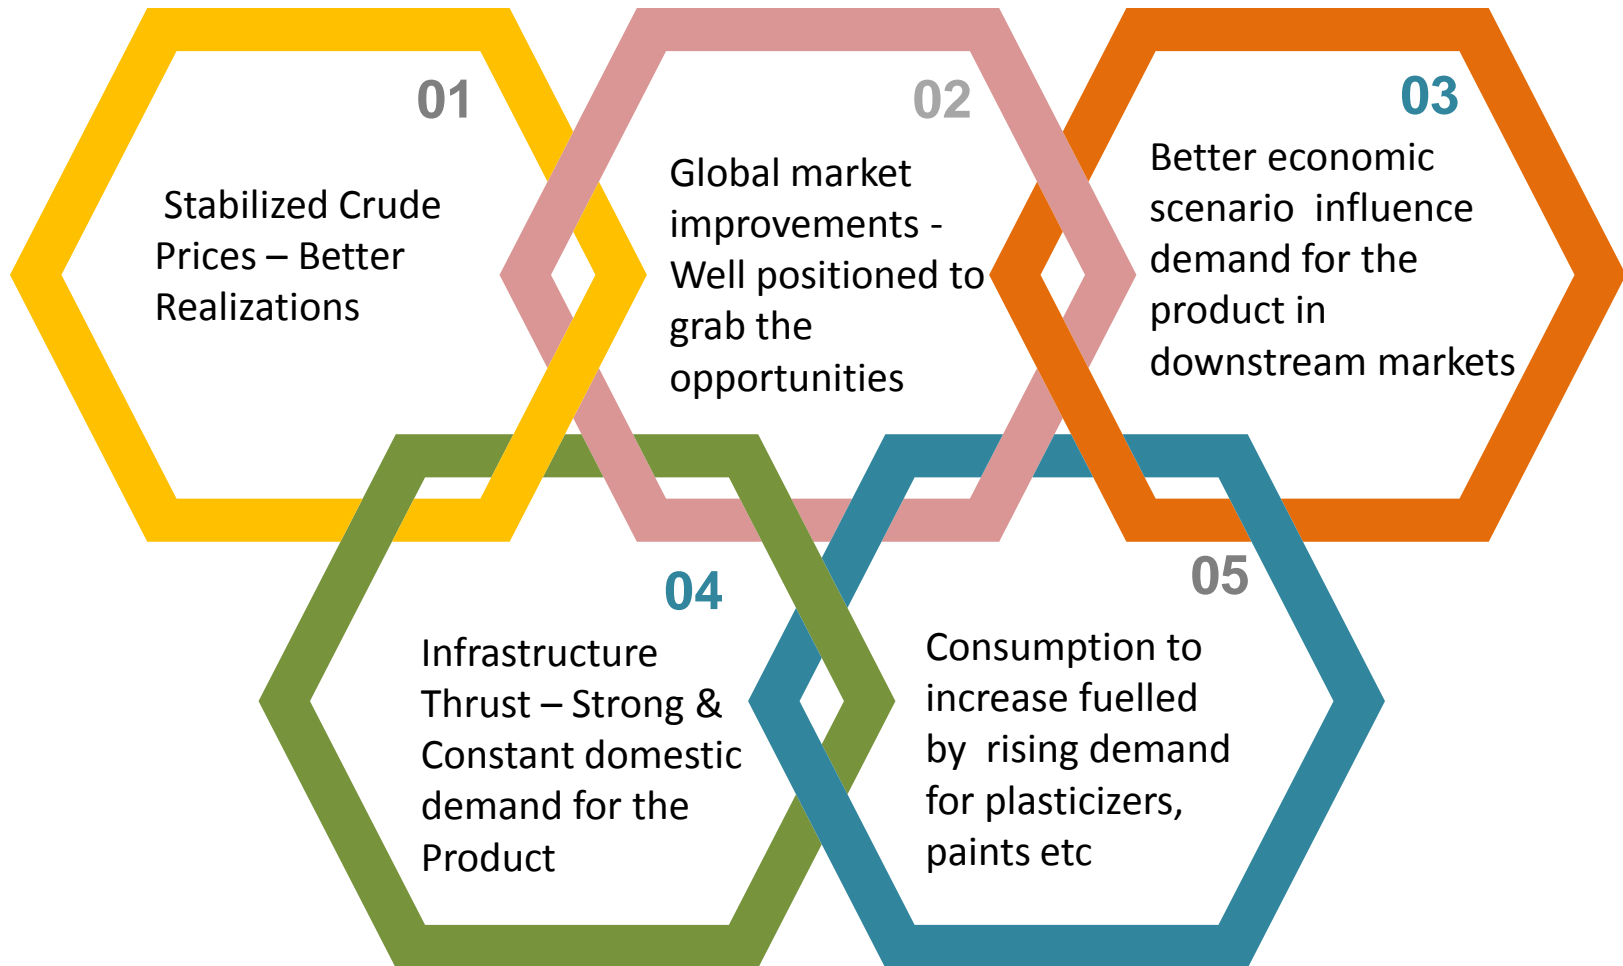 01
Stabilized Crude
Prices – Better
Realizations
02
Global market
improvements -
Well positioned to
grab the
opportunities
03
Better economic
scenario  influence
demand for the
product in
downstream markets
04
Infrastructure
Thrust – Strong &
Constant domestic
demand for the
Product
05
Consumption to
increase fuelled
by  rising demand
for plasticizers,
paints etc